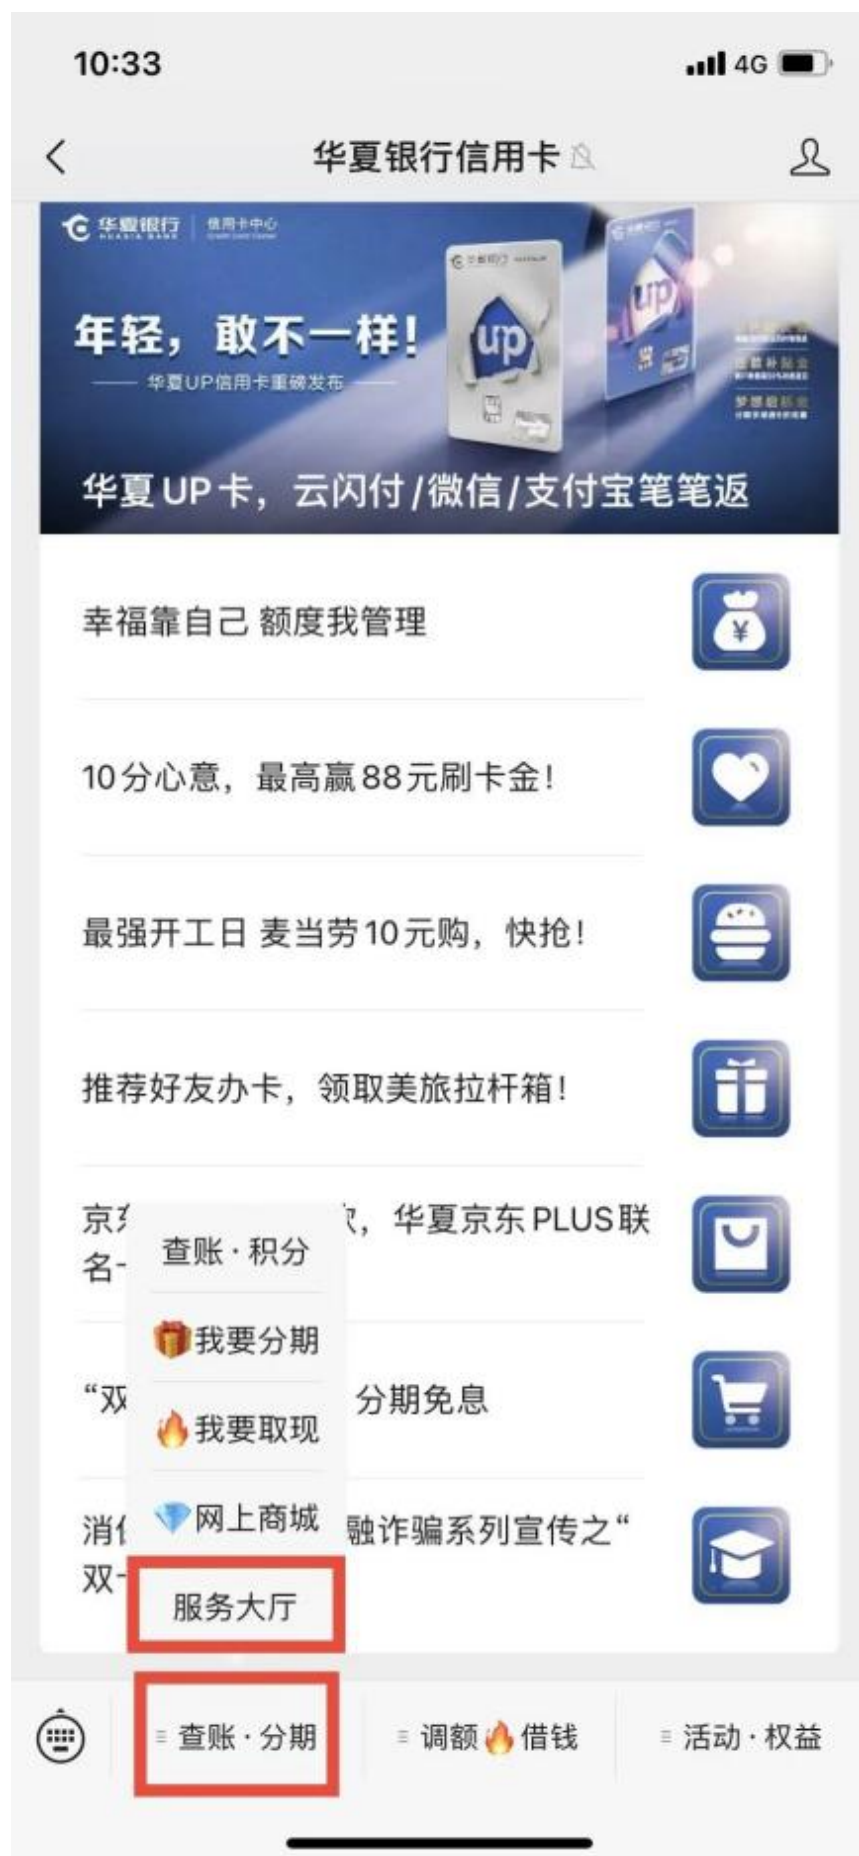 10:33
4G
华夏银行信用卡
华夏银行
HUAXIA BANK
信用卡中心
Credit Card Center
年轻，敢不一样！
华夏UP信用卡重磅发布
up
up
华夏UP卡，云闪付/微信/支付宝笔笔返
幸福靠自己 额度我管理
10分心意，最高赢88元刷卡金！
最强开工日 麦当劳10元购，快抢！
推荐好友办卡，领取美旅拉杆箱！
，华夏京东PLUS联
名
查账·积分
我要分期
“双
分期免息
我要取现
网上商城
融诈骗系列宣传之“
双
服务大厅
查账·分期
调额🔥借钱
活动·权益